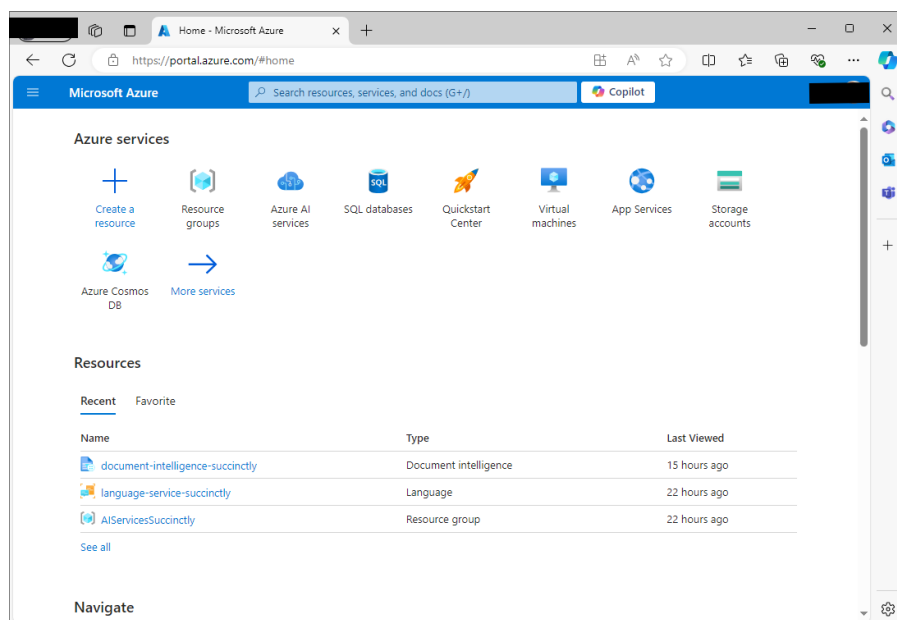 Home - Microsoft Azure
https://portal.azure.com/#home
Microsoft Azure
Search resources, services, and docs (G+/)
Copilot
Azure services
Create a resource
Resource groups
Azure AI services
SQL databases
Quickstart Center
Virtual machines
App Services
Storage accounts
Azure Cosmos DB
More services
Resources
Recent Favorite
Name Type Last Viewed
document-intelligence-succinctly Document intelligence 15 hours ago
language-service-succinctly Language 22 hours ago
AIServicesSuccinctly Resource group 22 hours ago
See all
Navigate